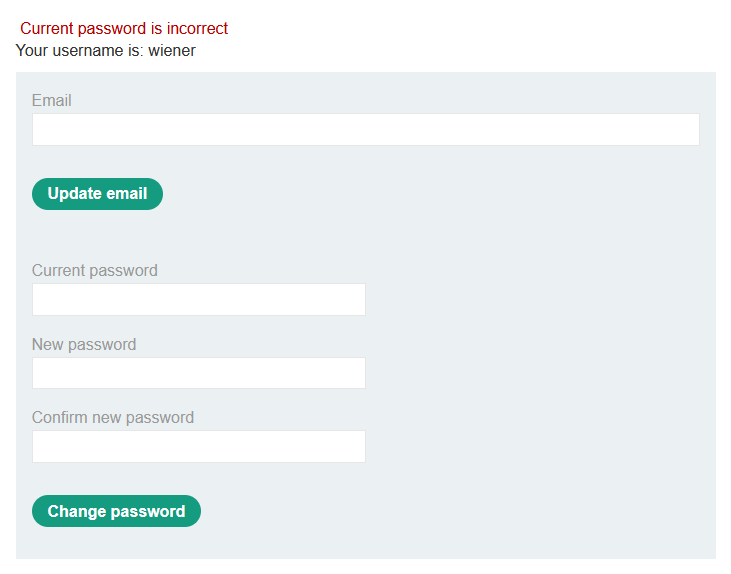 Current password is incorrect
Your username is: wiener
Email
Update email
Current password
New password
Confirm new password
Change password